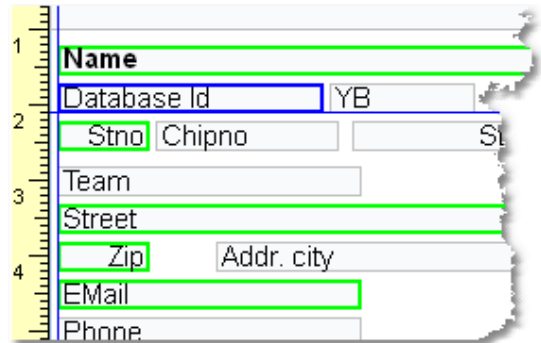 1
Name
Database Id YB
2
Stno Chipno
Team
3
Street
Zip Addr. city
4
EMail
Phone